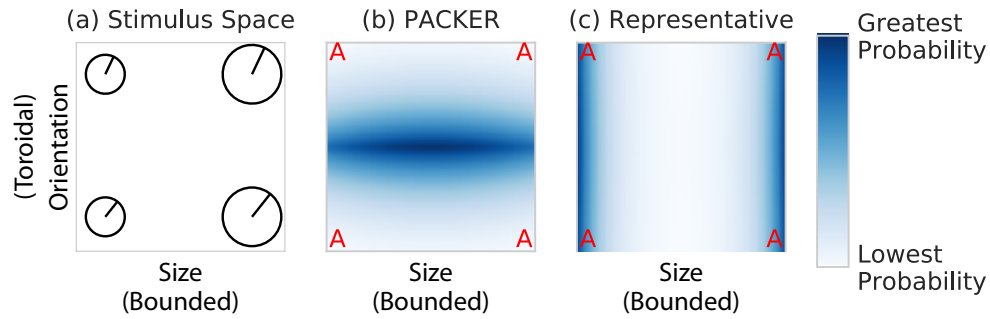 (a) Stimulus Space
(b) PACKER
(c) Representative
Greatest
Probability
(Toroidal)
Orientation
A
A
A
A
A
A
A
A
Lowest
Probability
Size
(Bounded)
Size
(Bounded)
Size
(Bounded)